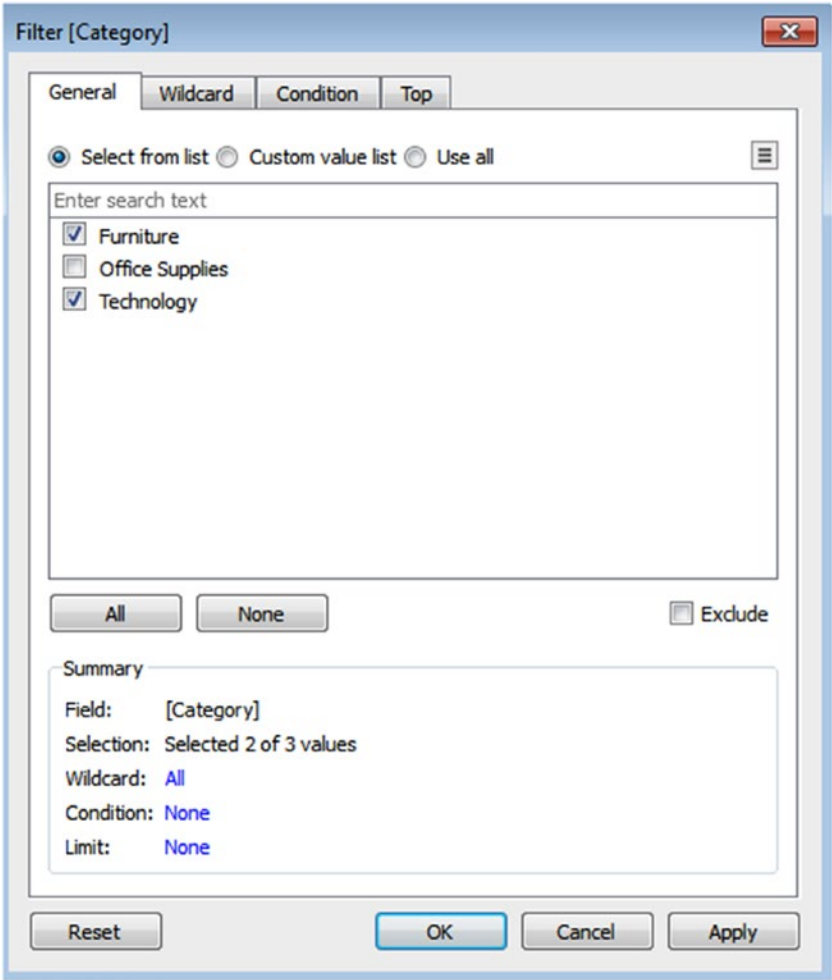 Filter [Category]
General Wildcard Condition Top
Select from list Custom value list Use all
Enter search text
Furniture
Office Supplies
Technology
All None Exclude
Summary
Field: [Category]
Selection: Selected 2 of 3 values
Wildcard: All
Condition: None
Limit: None
Reset OK Cancel Apply